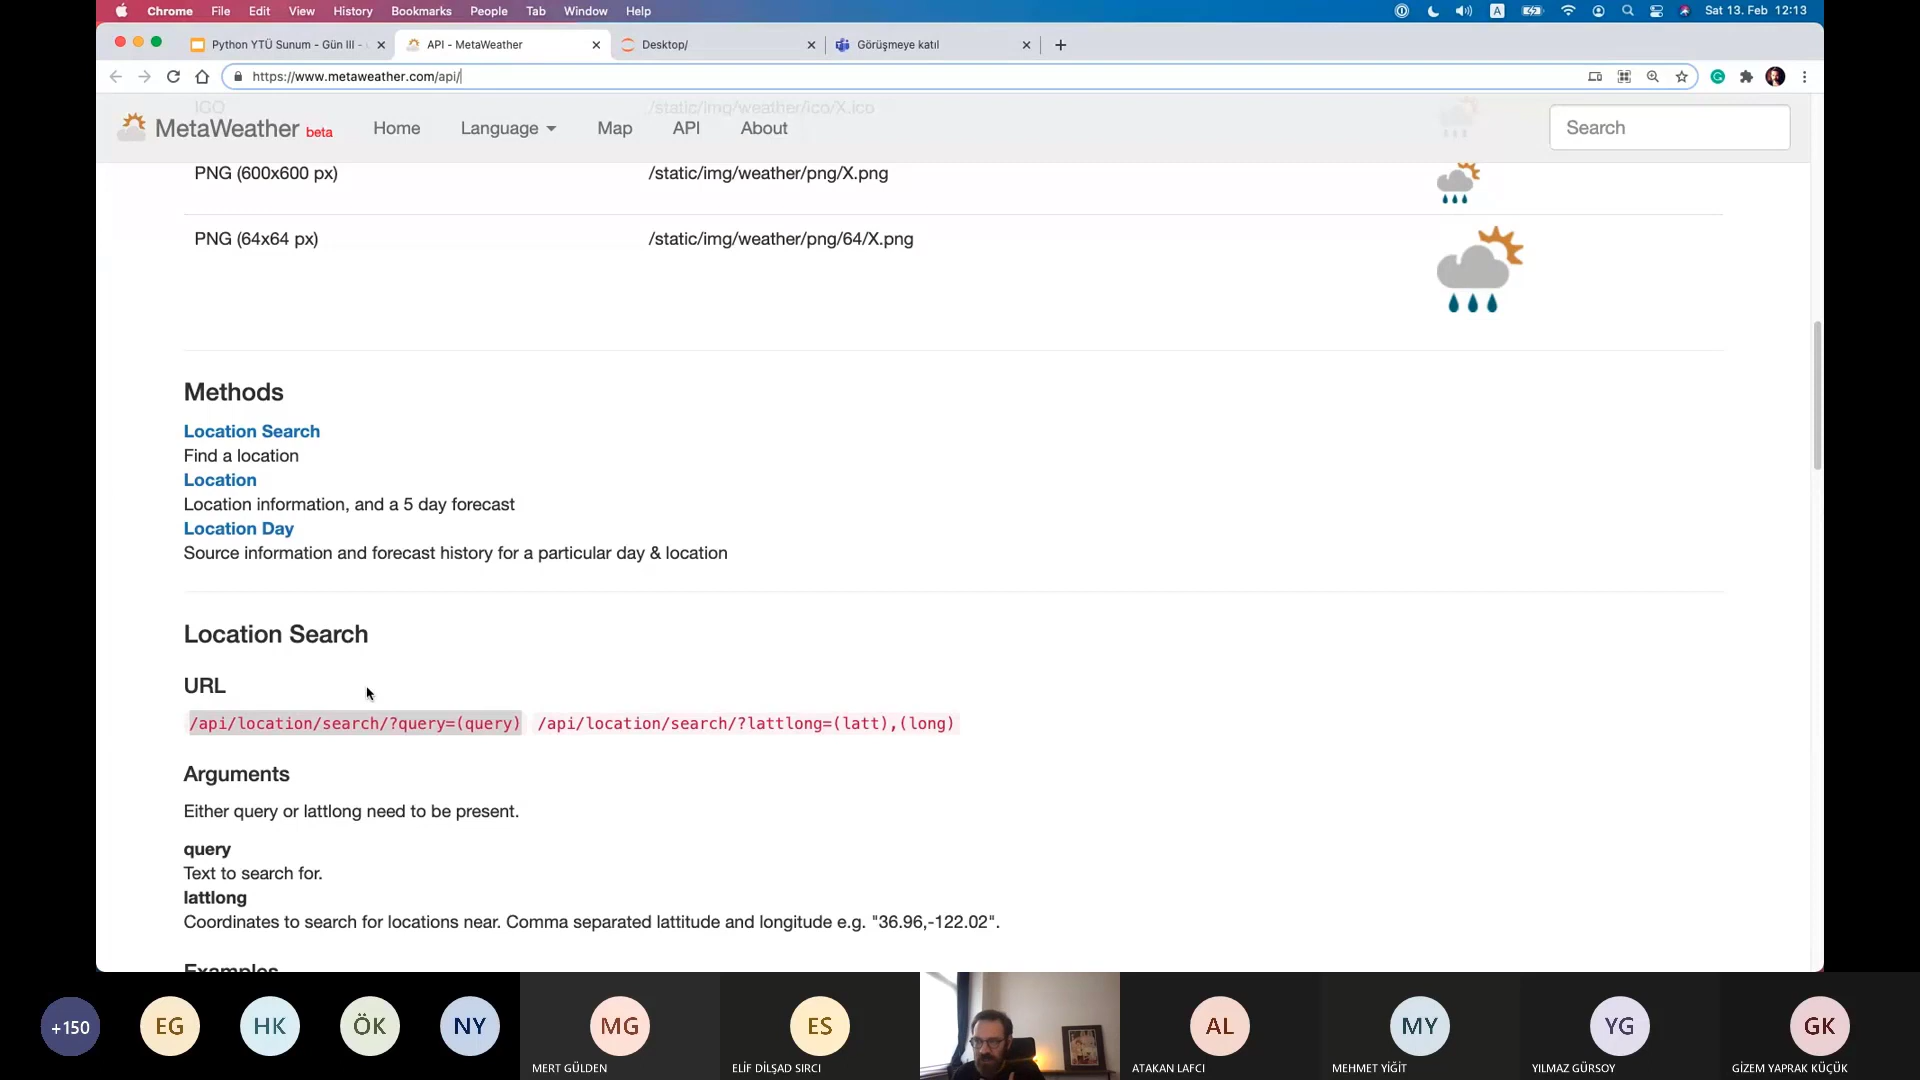 Chrome File Edit View History Bookmarks People Tab Window Help
A
Sat 13. Feb 12:13
Python YTÜ Sunum - Gün III -
API - MetaWeather
Desktop/
Görüşmeye katıl
https://www.metaweather.com/api/
ICO /static/img/weather/ico/X.ico
MetaWeather beta Home Language Map API About Search
PNG (600x600 px) /static/img/weather/png/X.png
PNG (64x64 px) /static/img/weather/png/64/X.png
Methods
Location Search
Find a location
Location
Location information, and a 5 day forecast
Location Day
Source information and forecast history for a particular day & location
Location Search
URL
/api/location/search/?query=(query) /api/location/search/?lattlong=(latt),(long)
Arguments
Either query or lattlong need to be present.
query
Text to search for.
lattlong
Coordinates to search for locations near. Comma separated lattitude and longitude e.g. "36.96,-122.02".
Examples
+150 EG HK ÖK NY MG ES AL MY YG GK
MERT GÜLDEN ELİF DİLŞAD SIRCI ATAKAN LAFCI MEHMET YİĞİT YILMAZ GÜRSOY GİZEM YAPRAK KÜÇÜK